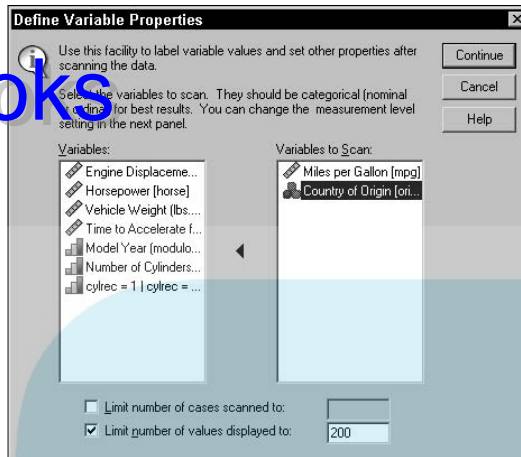 Define Variable Properties
Use this facility to label variable values and set other properties after
scanning the data.
Select the variables to scan. They should be categorical (nominal
or ordinal) for best results. You can change the measurement level
setting in the next panel.
oks
Continue
Cancel
Help
Variables:
Engine Displaceme...
Horsepower [horse]
Vehicle Weight (lbs....
Time to Accelerate f...
Model Year (modulo...
Number of Cylinders...
cylrec = 1 | cylrec = ...
Variables to Scan:
Miles per Gallon [mpg]
Country of Origin [ori...
Limit number of cases scanned to:
Limit number of values displayed to:
200